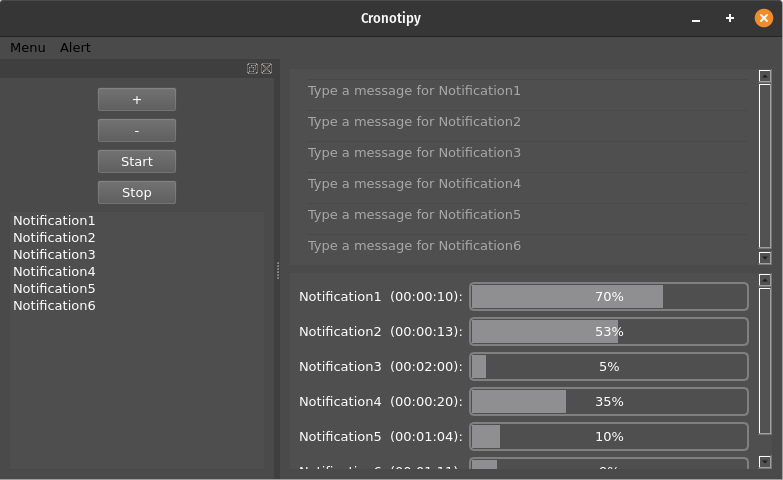 Cronotipy
Menu Alert
+
-
Start
Stop
Notification1
Notification2
Notification3
Notification4
Notification5
Notification6
Type a message for Notification1
Type a message for Notification2
Type a message for Notification3
Type a message for Notification4
Type a message for Notification5
Type a message for Notification6
Notification1 (00:00:10): 70%
Notification2 (00:00:13): 53%
Notification3 (00:02:00): 5%
Notification4 (00:00:20): 35%
Notification5 (00:01:04): 10%